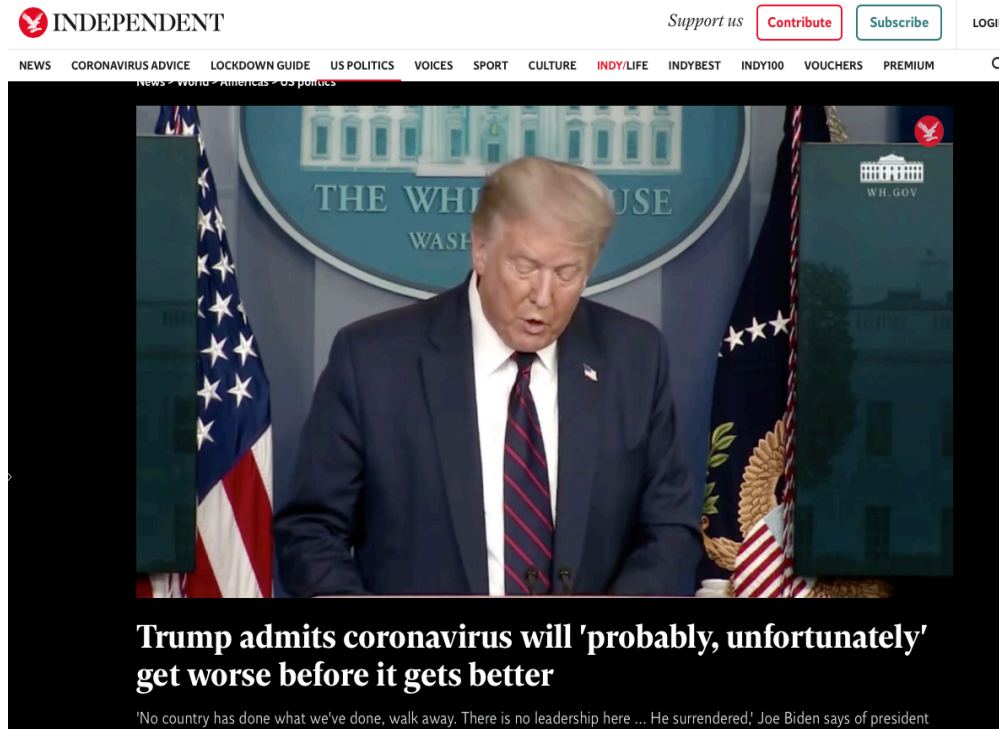 INDEPENDENT
Support us
Contribute
Subscribe
NEWS CORONAVIRUS ADVICE LOCKDOWN GUIDE US POLITICS VOICES SPORT CULTURE INDY/LIFE INDYBEST INDY100 VOUCHERS PREMIUM
News > World > Americas > US politics
WH.GOV
THE WHI USE
WASH
Trump admits coronavirus will 'probably, unfortunately'
get worse before it gets better
'No country has done what we've done, walk away. There is no leadership here ... He surrendered,' Joe Biden says of president